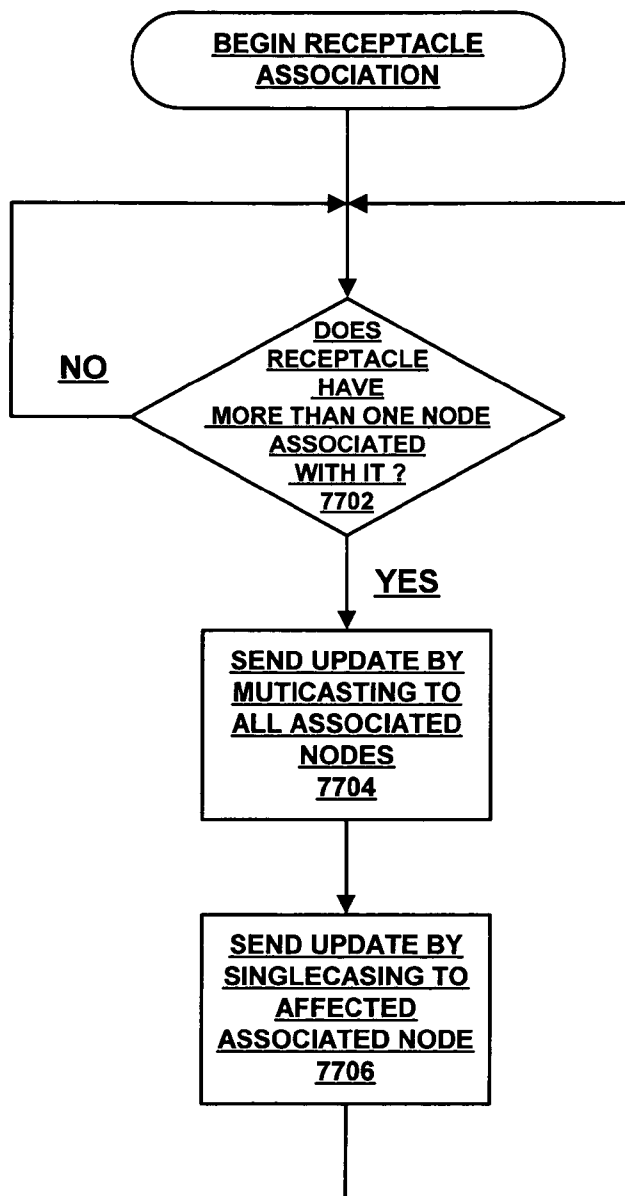 BEGIN RECEPTACLE
ASSOCIATION
DOES
RECEPTACLE
HAVE
MORE THAN ONE NODE
ASSOCIATED
WITH IT ?
7702
NO
YES
SEND UPDATE BY
MUTICASTING TO
ALL ASSOCIATED
NODES
7704
SEND UPDATE BY
SINGLECASING TO
AFFECTED
ASSOCIATED NODE
7706